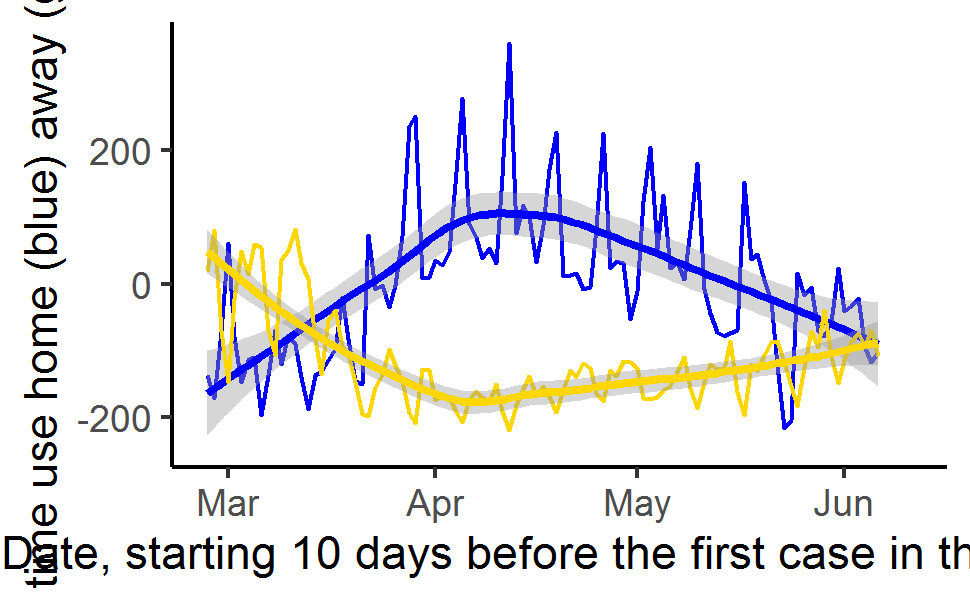 time use home (blue) away (
200
0
-200
Mar Apr May Jun
Date, starting 10 days before the first case in th